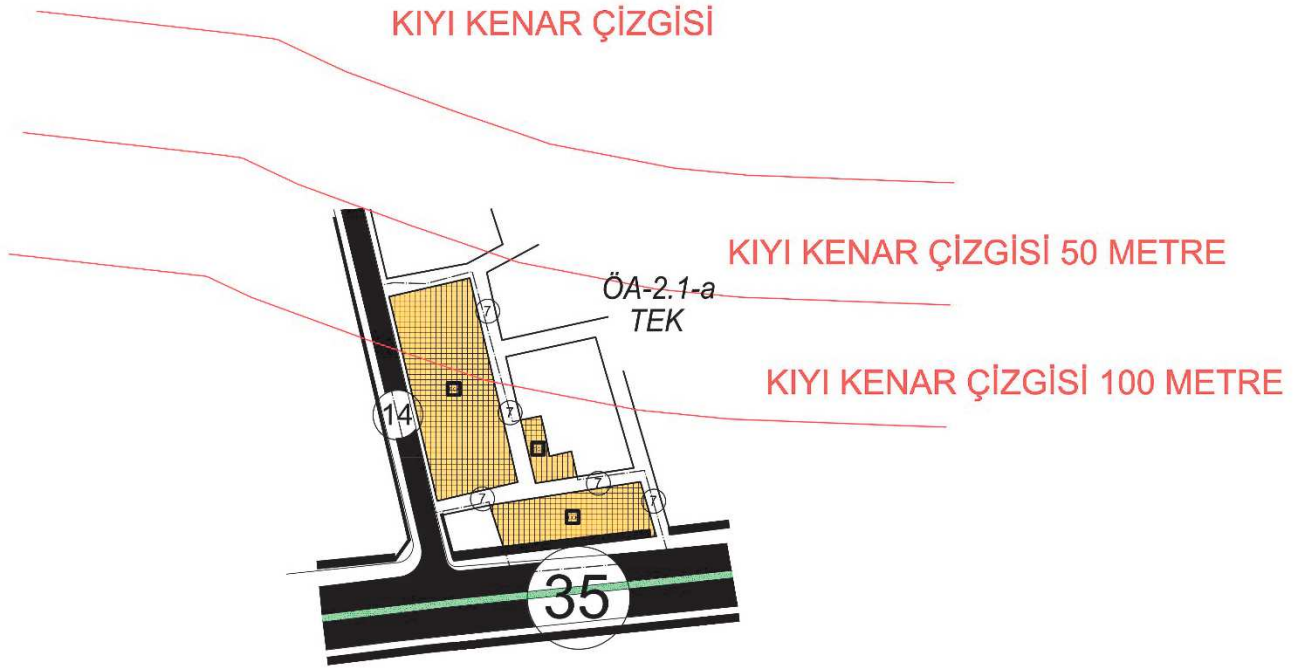 KIYI KENAR ÇİZGİSİ
KIYI KENAR ÇİZGİSİ 50 METRE
ÖA-2.1-a
TEK
7
KIYI KENAR ÇİZGİSİ 100 METRE
14
7
7
7
7
35